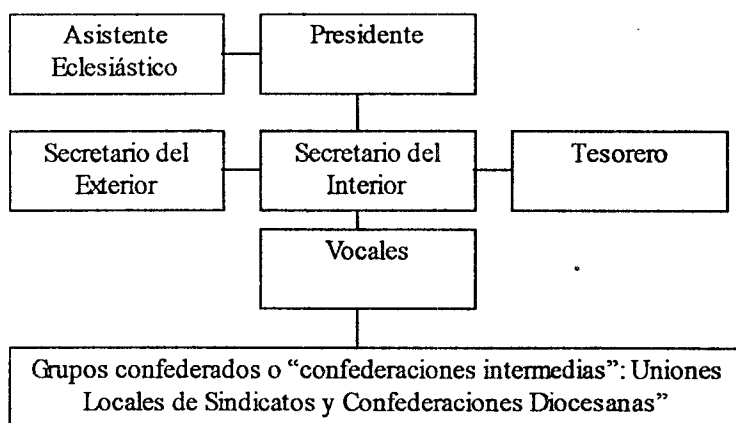 Asistente
Eclesiástico
Presidente
Secretario del
Exterior
Secretario del
Interior
Tesorero
Vocales
Grupos confederados o “confederaciones intermedias”: Uniones
Locales de Sindicatos y Confederaciones Diocesanas”